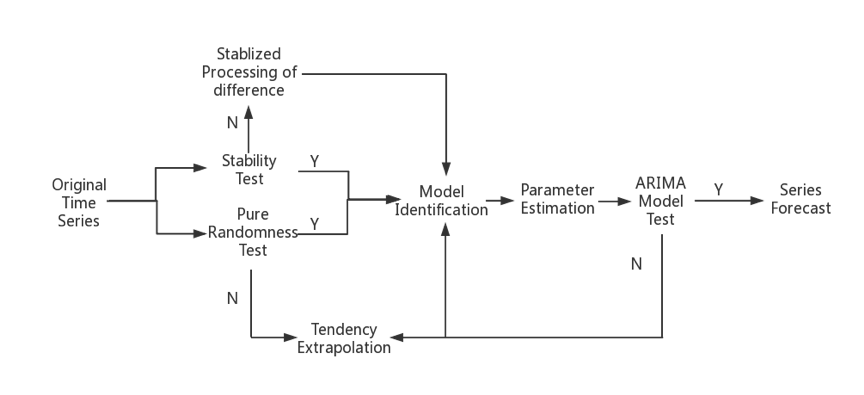 Stablized
Processing of
difference
N
Stability
Test
Y
Original
Time
Series
Pure
Randomness
Test
Y
N
Model
Identification
Parameter
Estimation
ARIMA
Model
Test
Y
N
Series
Forecast
Tendency
Extrapolation